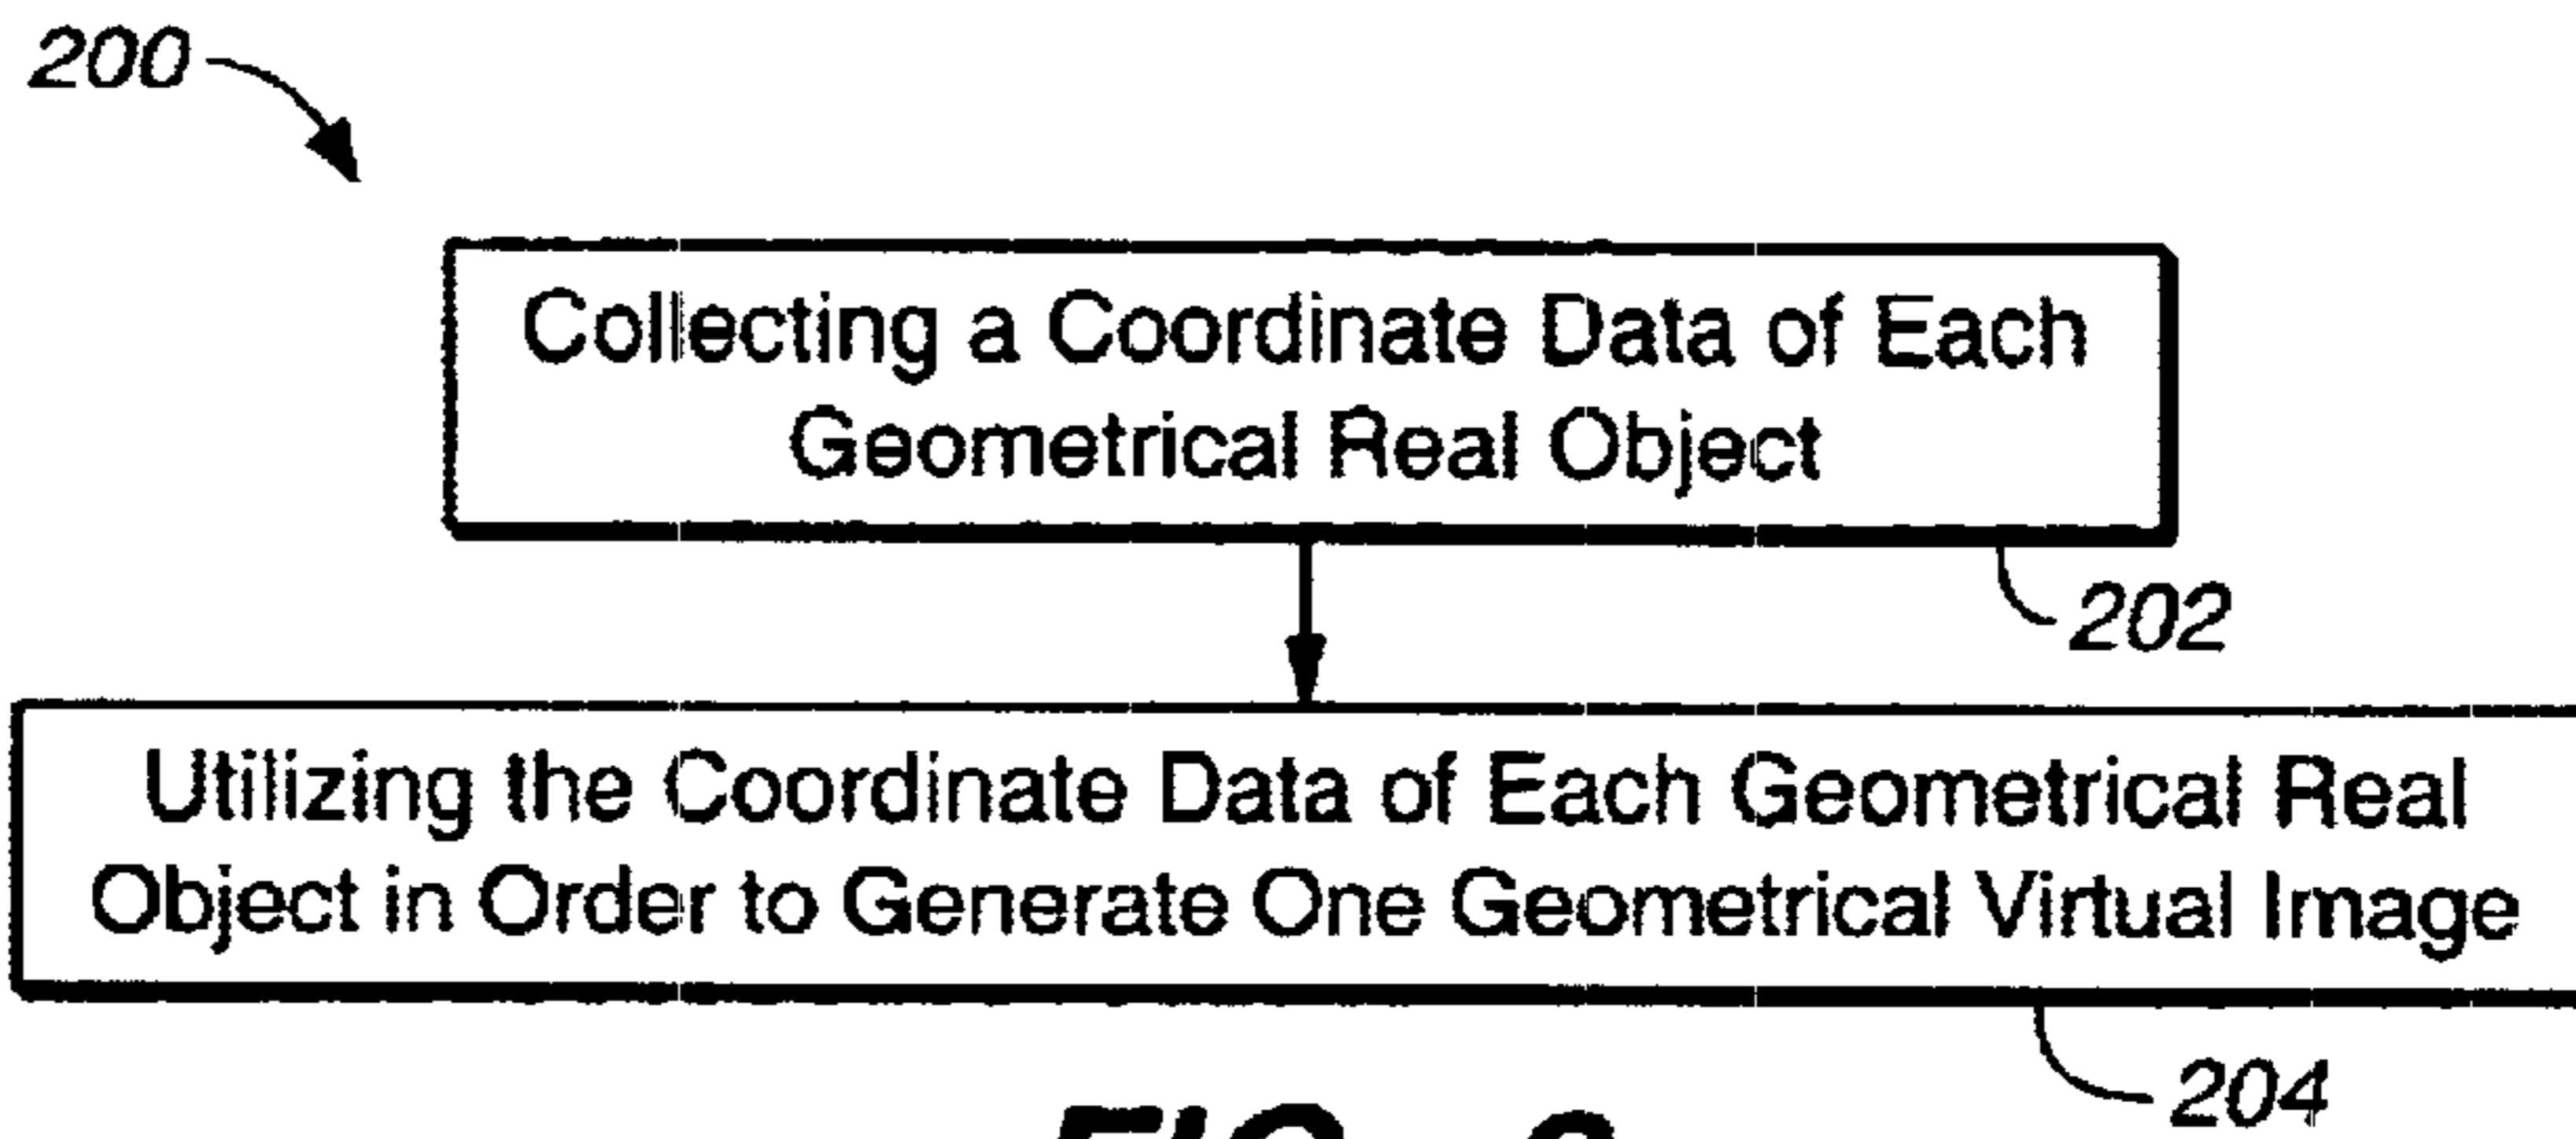 200
Collecting a Coordinate Data of Each
Geometrical Real Object
202
Utilizing the Coordinate Data of Each Geometrical Real
Object in Order to Generate One Geometrical Virtual Image
204